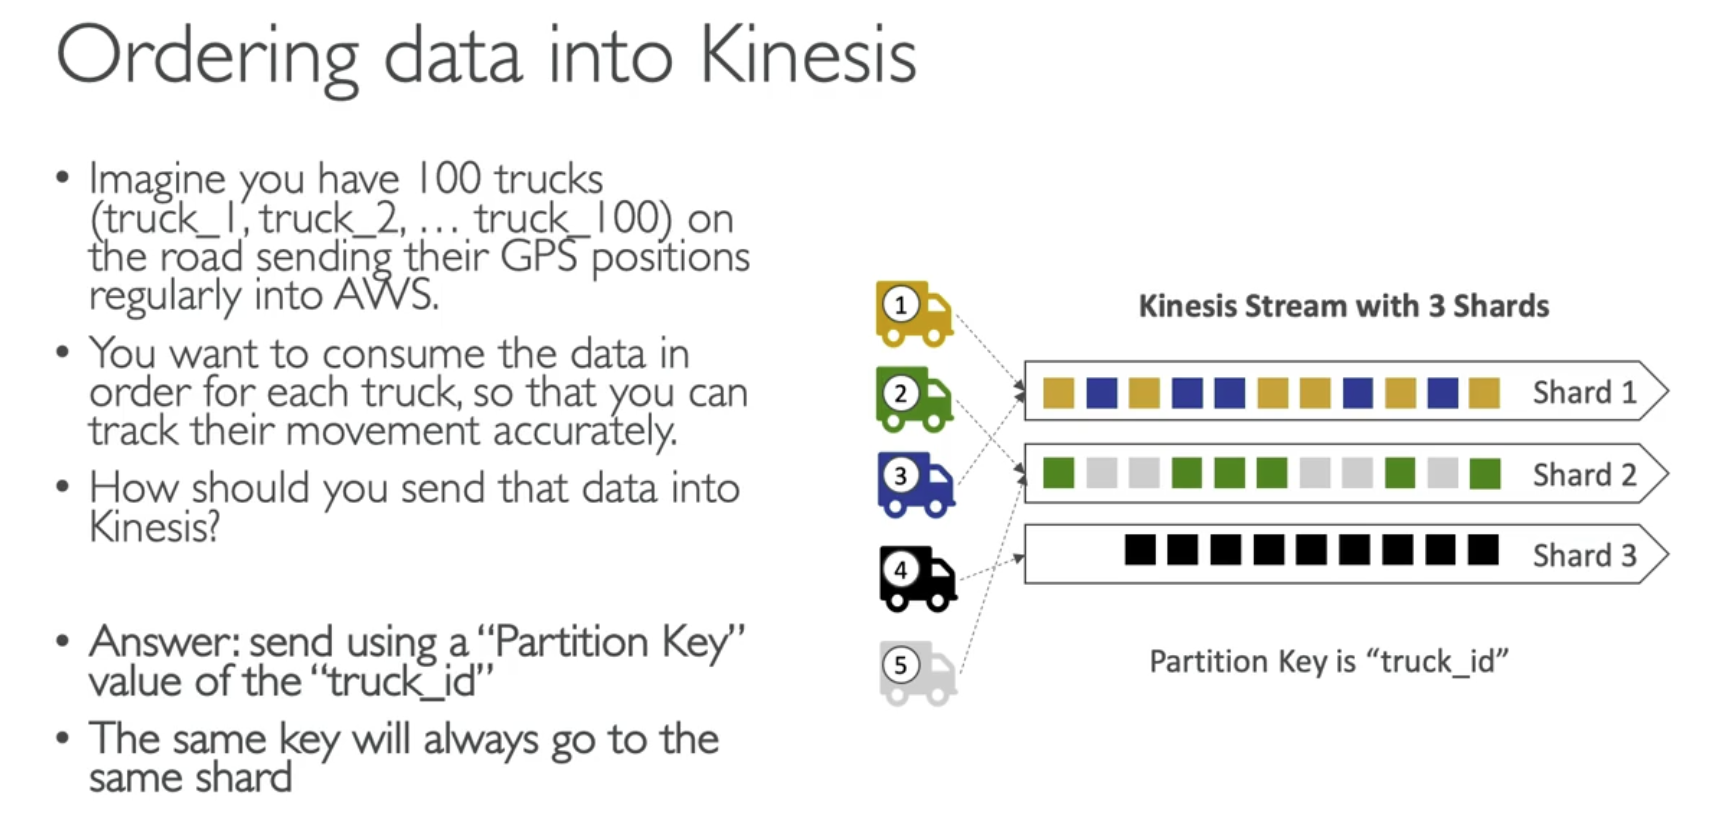 Ordering data into Kinesis
• Imagine you have 100 trucks
(truck_1, truck_2, … truck_100) on
the road sending their GPS positions
regularly into AWS.
• You want to consume the data in
order for each truck, so that you can
track their movement accurately.
• How should you send that data into
Kinesis?
• Answer: send using a “Partition Key”
value of the “truck_id”
• The same key will always go to the
same shard
1
2
3
4
5
Kinesis Stream with 3 Shards
Shard 1
Shard 2
Shard 3
Partition Key is “truck_id”